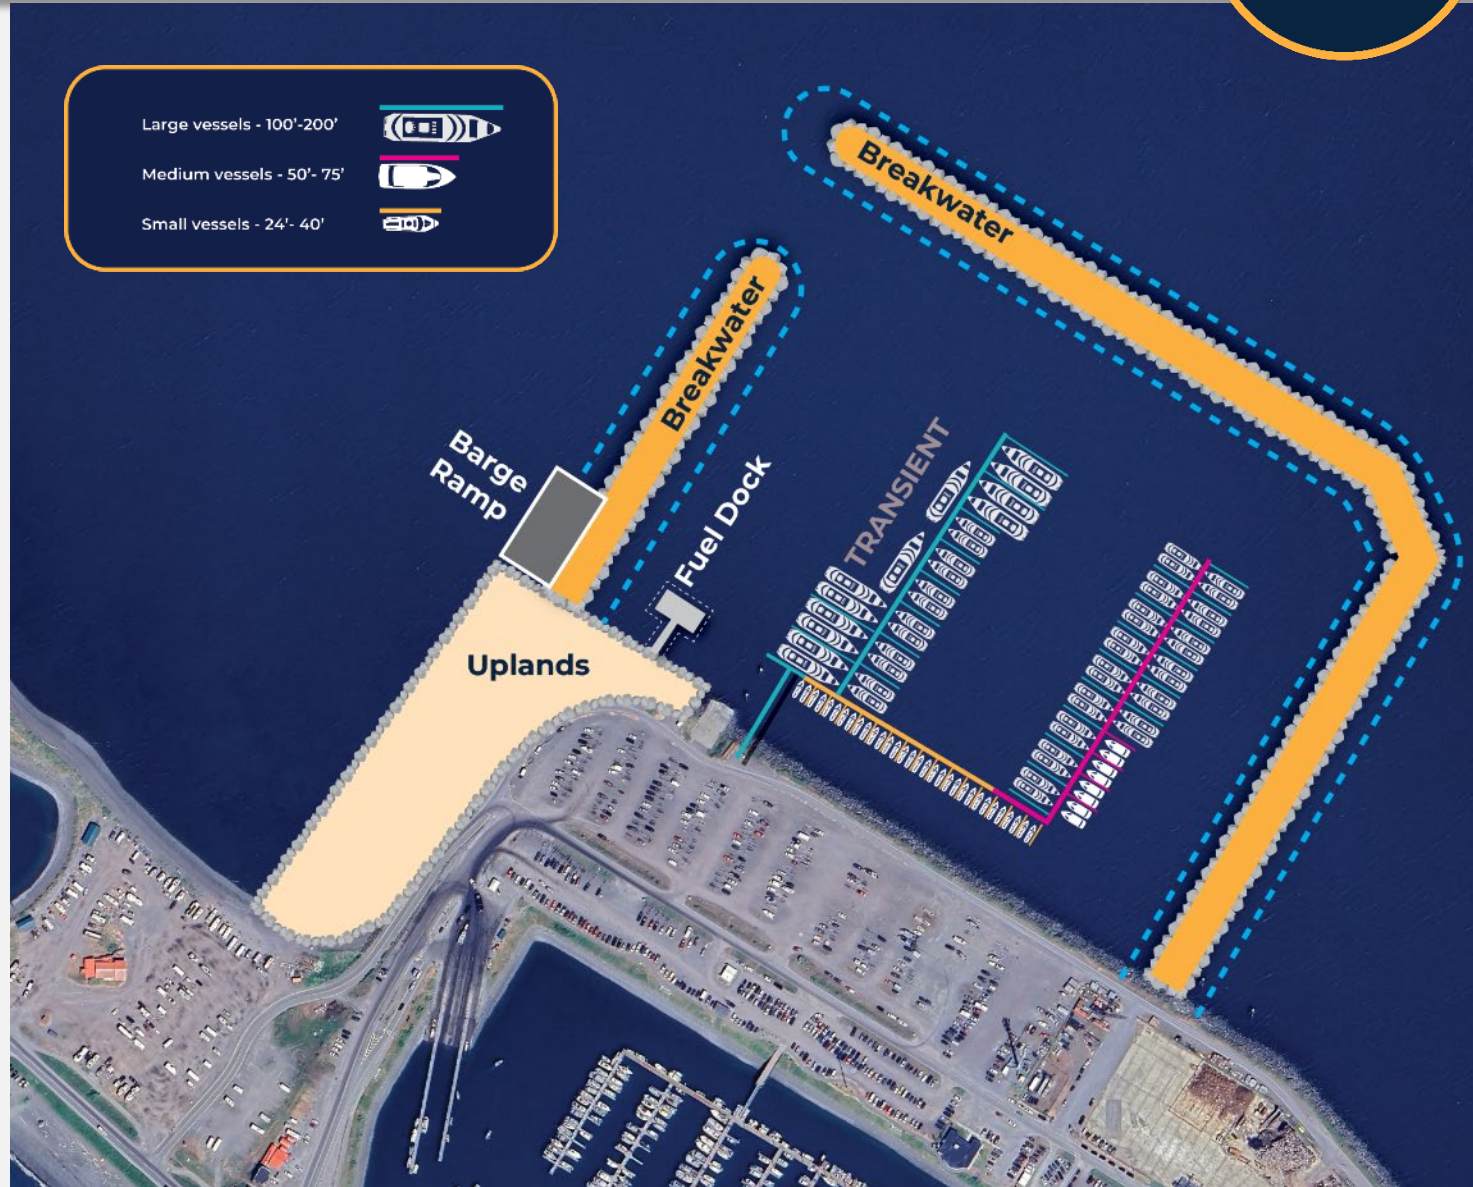 Large vessels - 100'-200'
Medium vessels - 50'- 75'
Small vessels - 24'- 40'
Breakwater
Breakwater
Barge
Ramp
Fuel Dock
TRANSIENT
Uplands